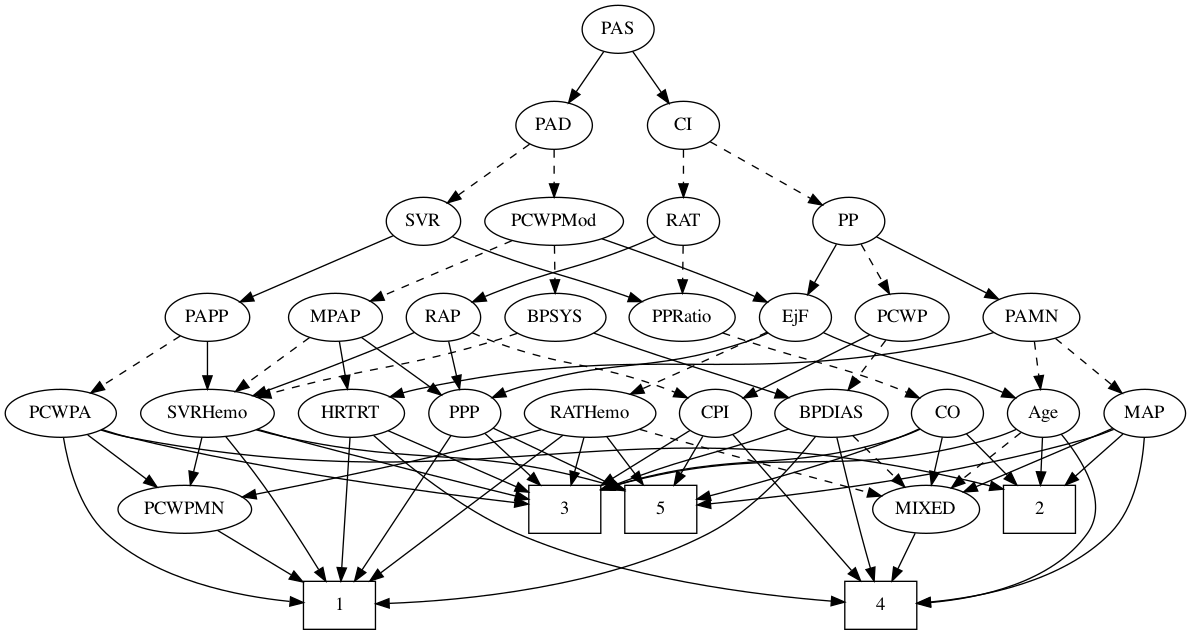 PAS
PAD
CI
SVR
PCWPMod
RAT
PP
PAPP
MPAP
RAP
BPSYS
PPRatio
EjF
PCWP
PAMN
PCWPA
SVRHemo
HRTRT
PPP
RATHemo
CPI
BPDIAS
CO
Age
MAP
PCWPMN
3
5
MIXED
2
1
4